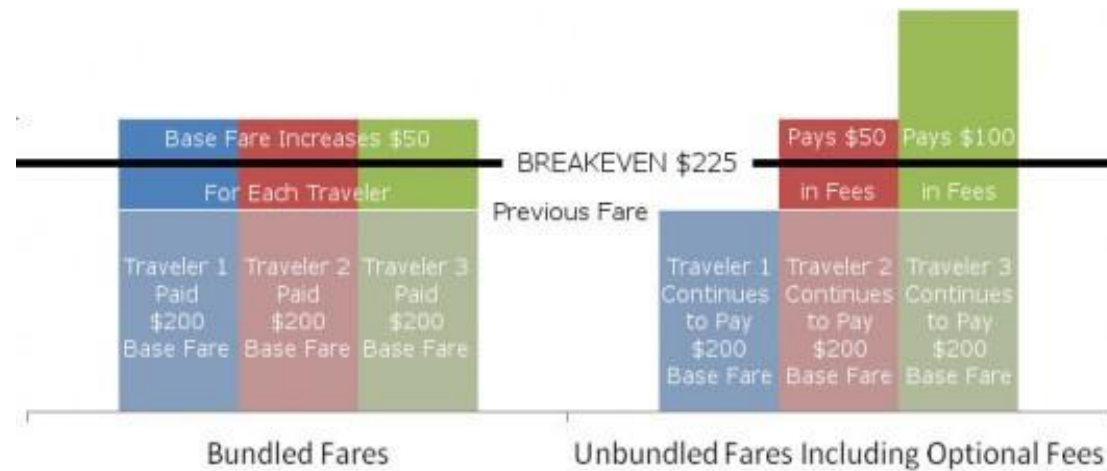 Base Fare Increases $50
For Each Traveler
Traveler 1
Paid
$200
Base Fare
Traveler 2
Paid
$200
Base Fare
Traveler 3
Paid
$200
Base Fare
BREAKEVEN $225
Previous Fare
Pays $50
in Fees
Pays $100
in Fees
Traveler 1
Continues
to Pay
$200
Base Fare
Traveler 2
Continues
to Pay
$200
Base Fare
Traveler 3
Continues
to Pay
$200
Base Fare
Bundled Fares
Unbundled Fares Including Optional Fees